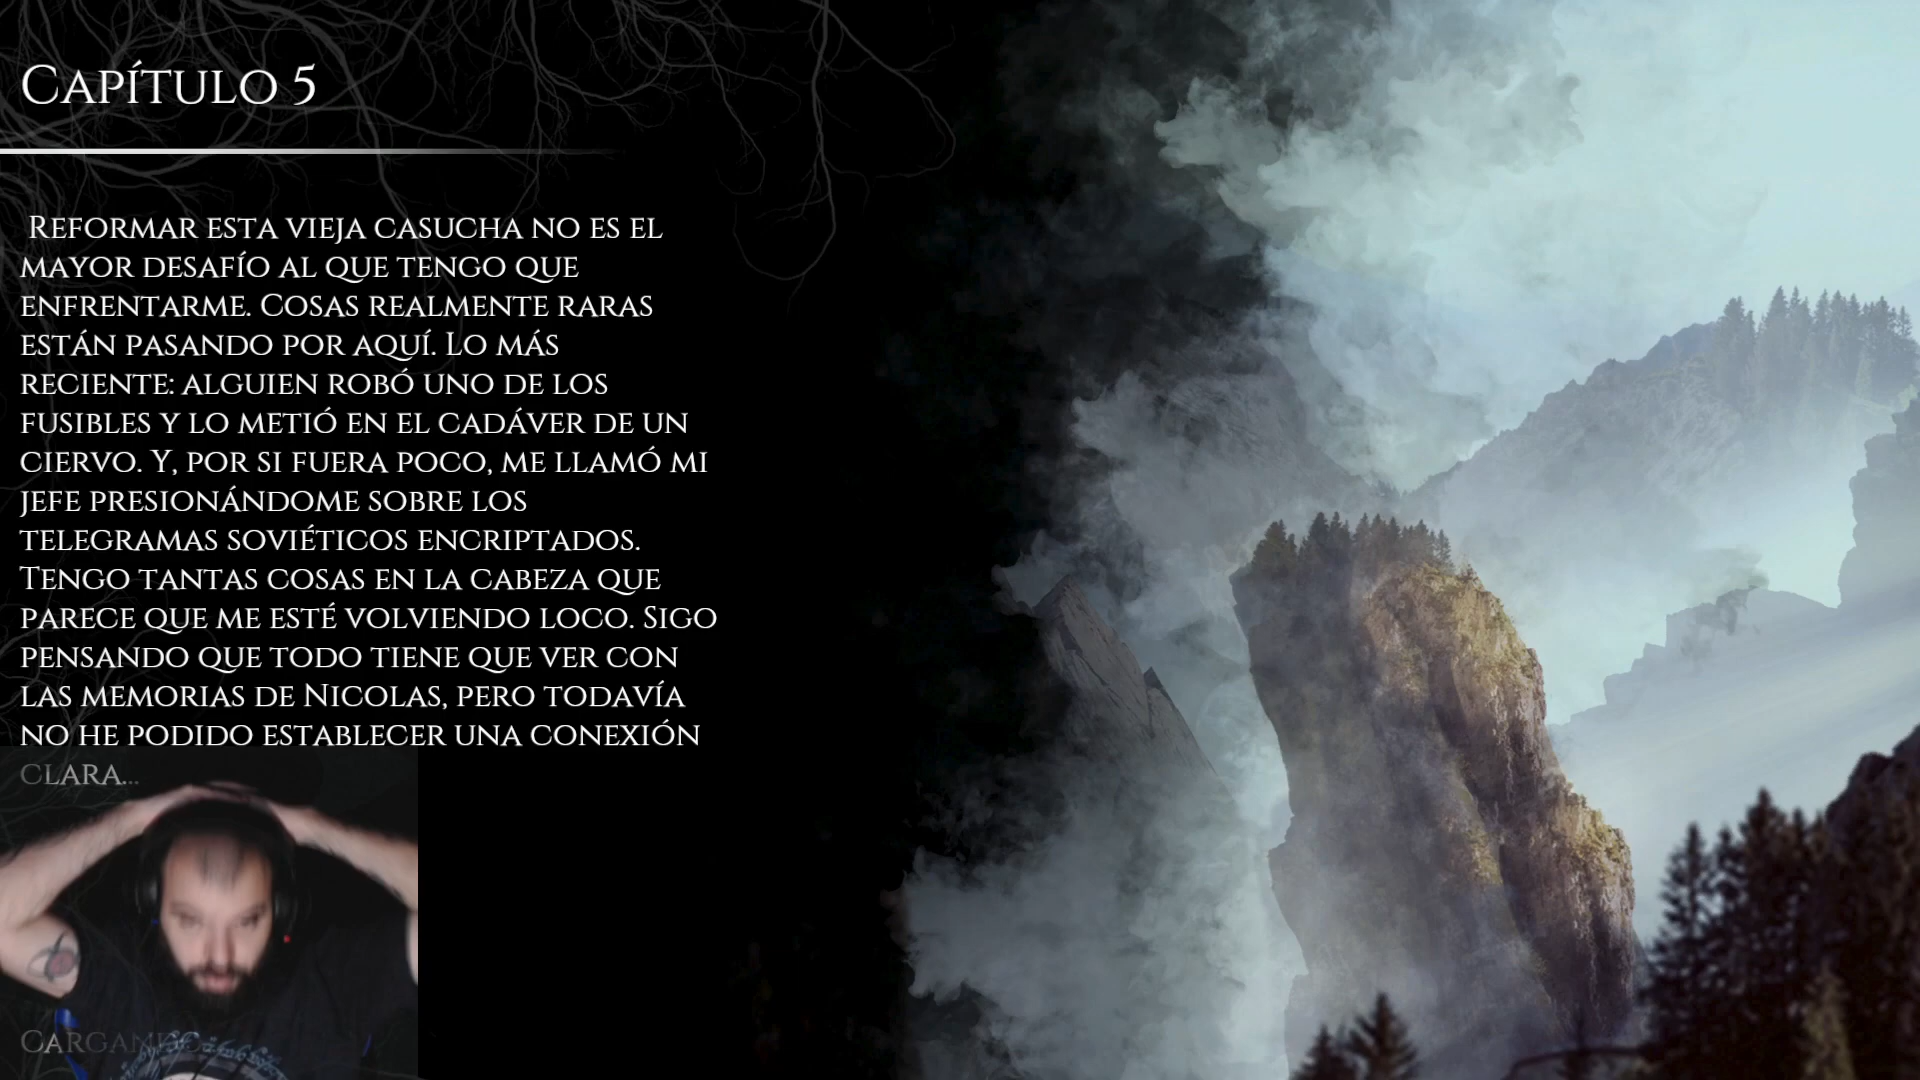 Capítulo 5
Reformar esta vieja casucha no es el
mayor desafío al que tengo que
enfrentarme. Cosas realmente raras
están pasando por aquí. Lo más
reciente: alguien robó uno de los
fusibles y lo metió en el cadáver de un
ciervo. Y, por si fuera poco, me llamó mi
jefe presionándome sobre los
telegramas soviéticos encriptados.
Tengo tantas cosas en la cabeza que
parece que me esté volviendo loco. Sigo
pensando que todo tiene que ver con
las memorias de Nicolas, pero todavía
no he podido establecer una conexión
clara...